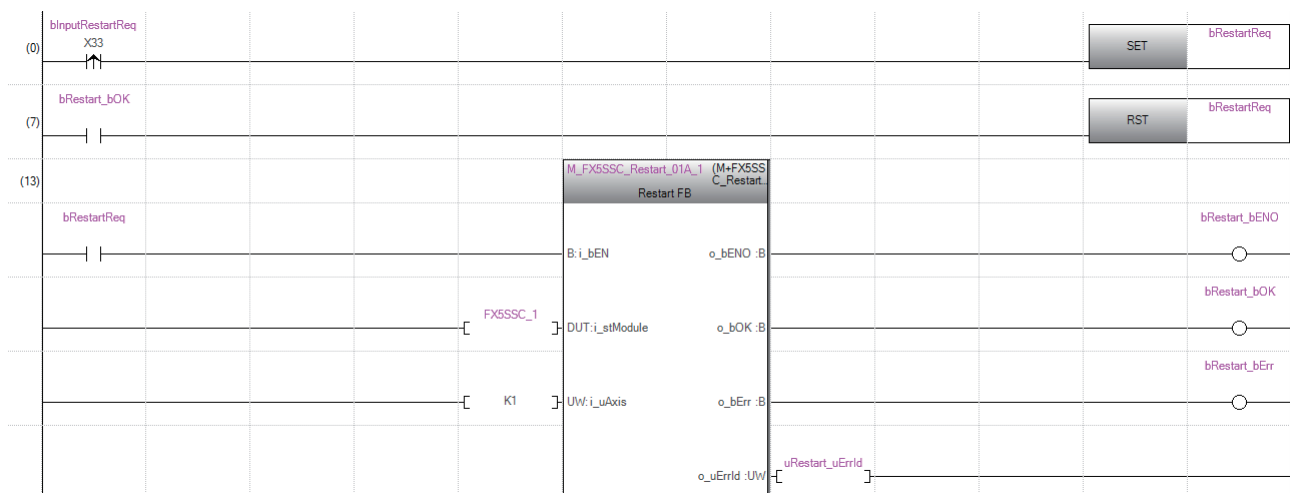 bInputRestartReq
X33
(0)
SET
bRestartReq
bRestart_bOK
(7)
RST
bRestartReq
(13)
M_FX5SSC_Restart_01A_1
(M+FX5SS
C_Restart..
Restart FB
bRestartReq
B:i_bEN
o_bENO :B
bRestart_bENO
FX5SSC_1
DUT:i_stModule
o_bOK :B
bRestart_bOK
K1
UW:i_uAxis
o_bErr :B
bRestart_bErr
o_uErrId :UW
uRestart_uErrId